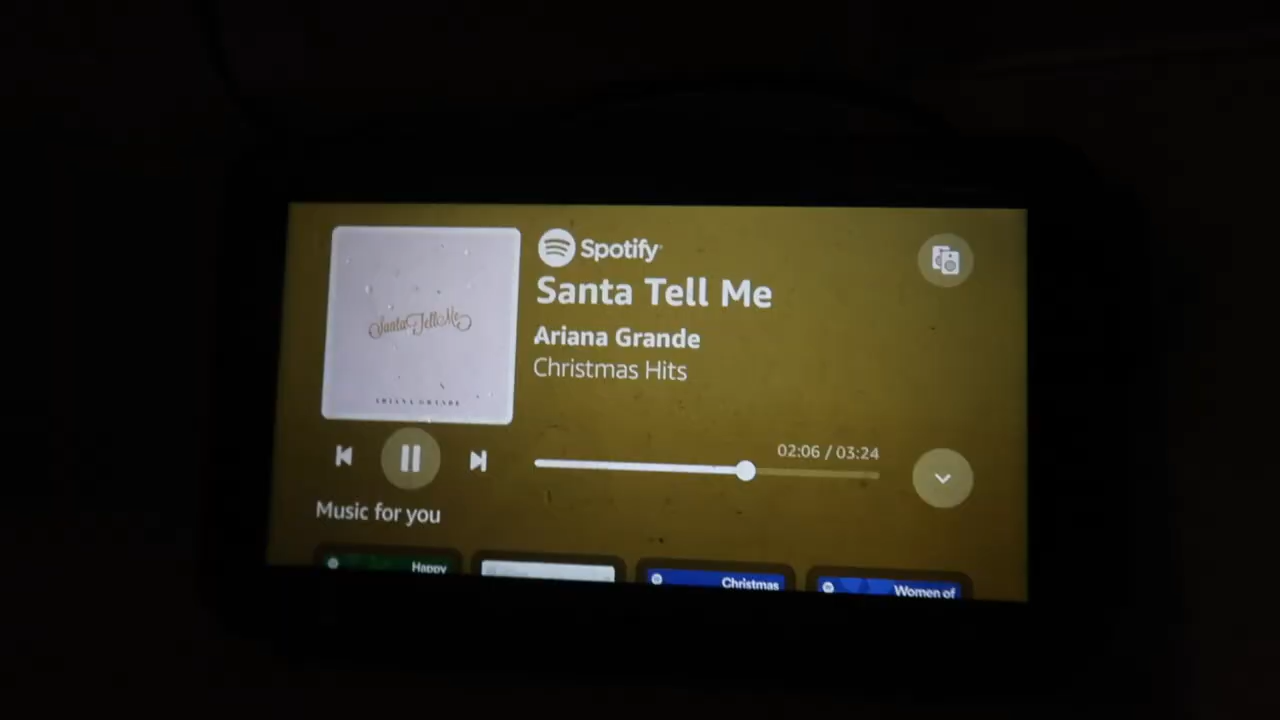 Spotify
Santa Tell Me
Ariana Grande
Christmas Hits
Santa Tell Me
ARIANA GRANDE
02:06 / 03:24
Music for you
Happy
Christmas
Women of